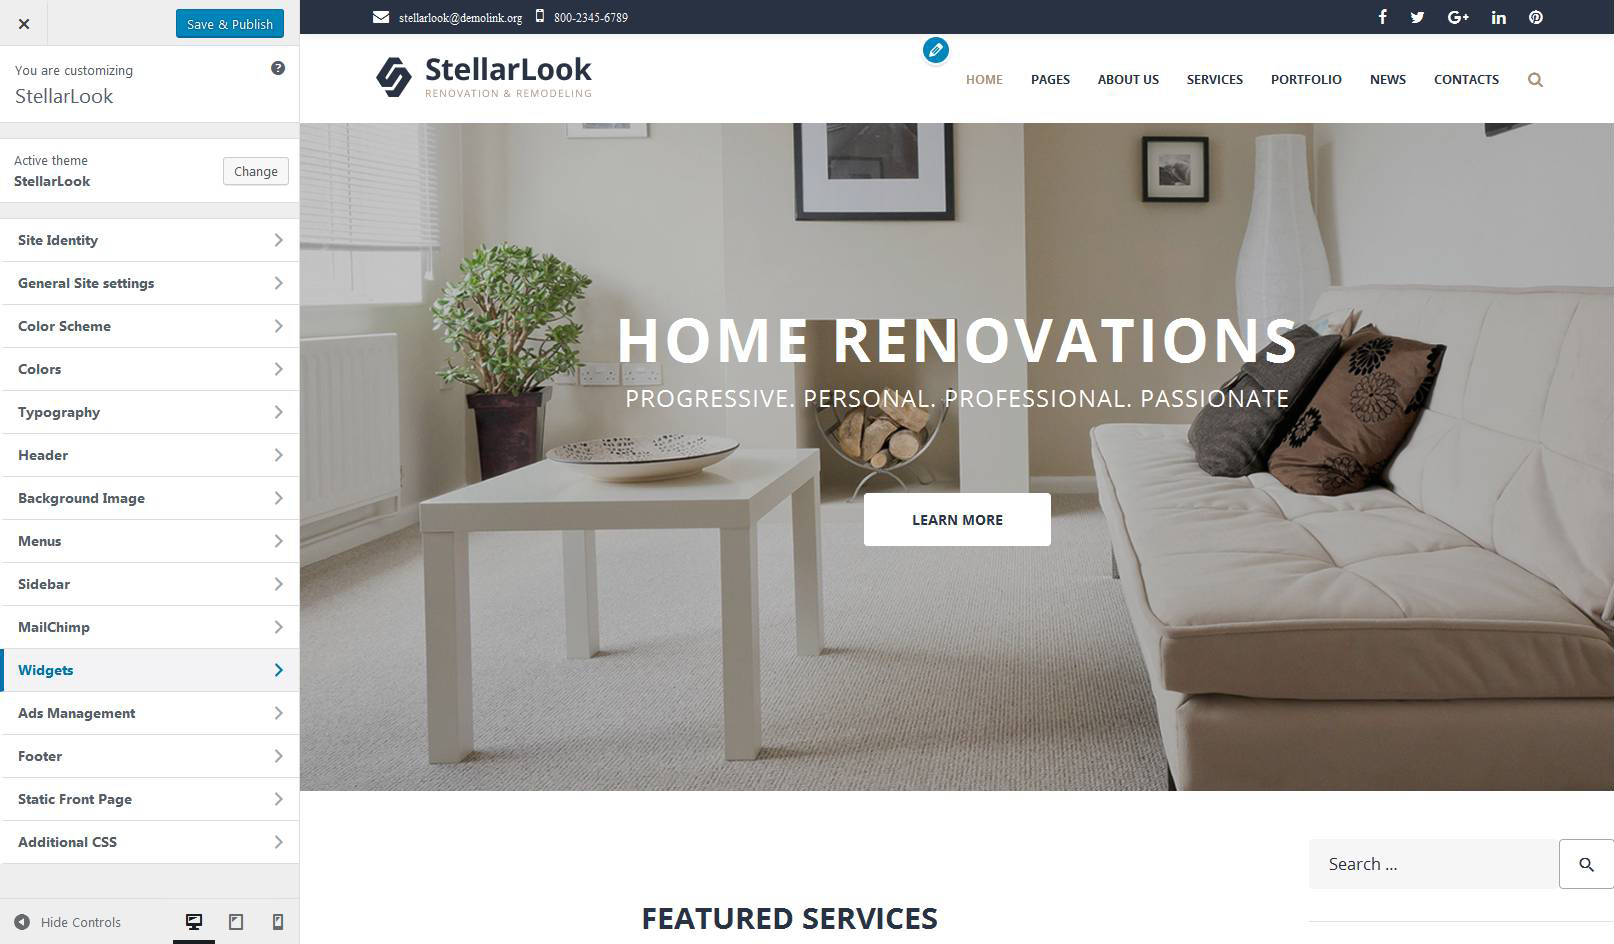 Save & Publish
You are customizing
StellarLook
Active theme
StellarLook
Change
Site Identity
General Site settings
Color Scheme
Colors
Typography
Header
Background Image
Menus
Sidebar
MailChimp
Widgets
Ads Management
Footer
Static Front Page
Additional CSS
Hide Controls
stellarlook@demolink.org 800-2345-6789
StellarLook
RENOVATION & REMODELING
HOME PAGES ABOUT US SERVICES PORTFOLIO NEWS CONTACTS
HOME RENOVATIONS
PROGRESSIVE. PERSONAL. PROFESSIONAL. PASSIONATE
LEARN MORE
Search ...
FEATURED SERVICES